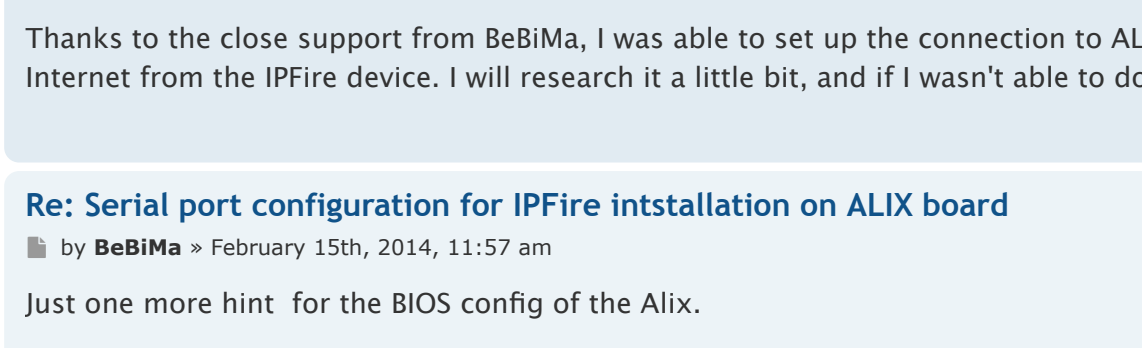 Thanks to the close support from BeBiMa, I was able to set up the connection to AL
Internet from the IPFire device. I will research it a little bit, and if I wasn't able to do
Re: Serial port configuration for IPFire intstallation on ALIX board
by BeBiMa » February 15th, 2014, 11:57 am
Just one more hint  for the BIOS config of the Alix.